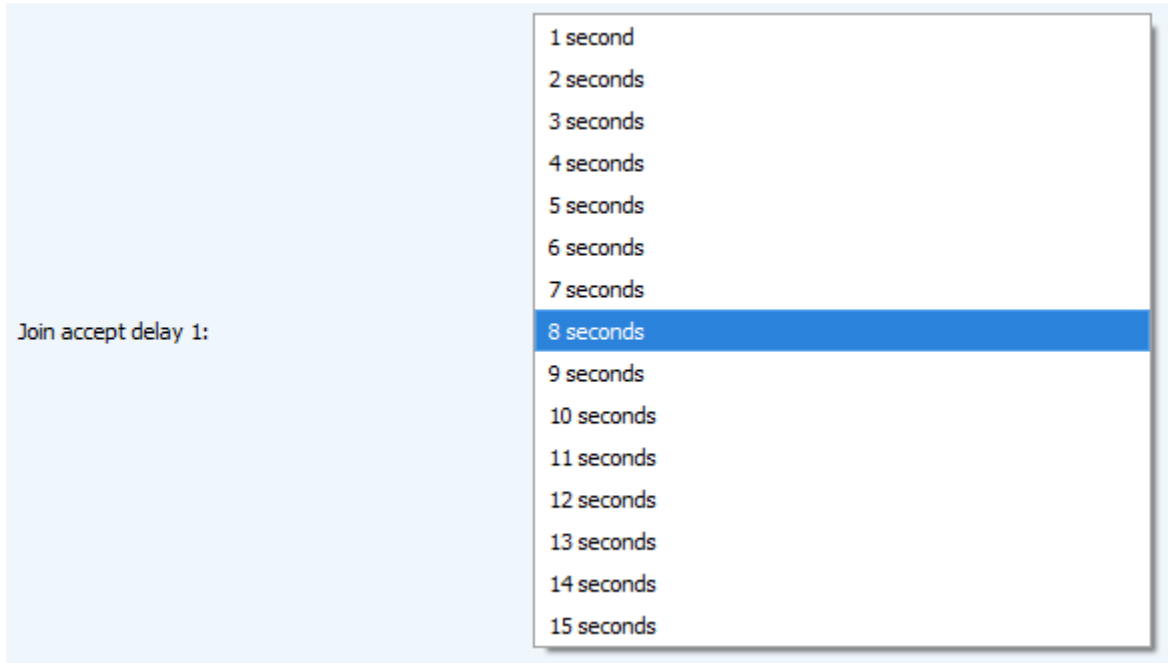 1 second
2 seconds
3 seconds
4 seconds
5 seconds
6 seconds
7 seconds
Join accept delay 1:
8 seconds
9 seconds
10 seconds
11 seconds
12 seconds
13 seconds
14 seconds
15 seconds